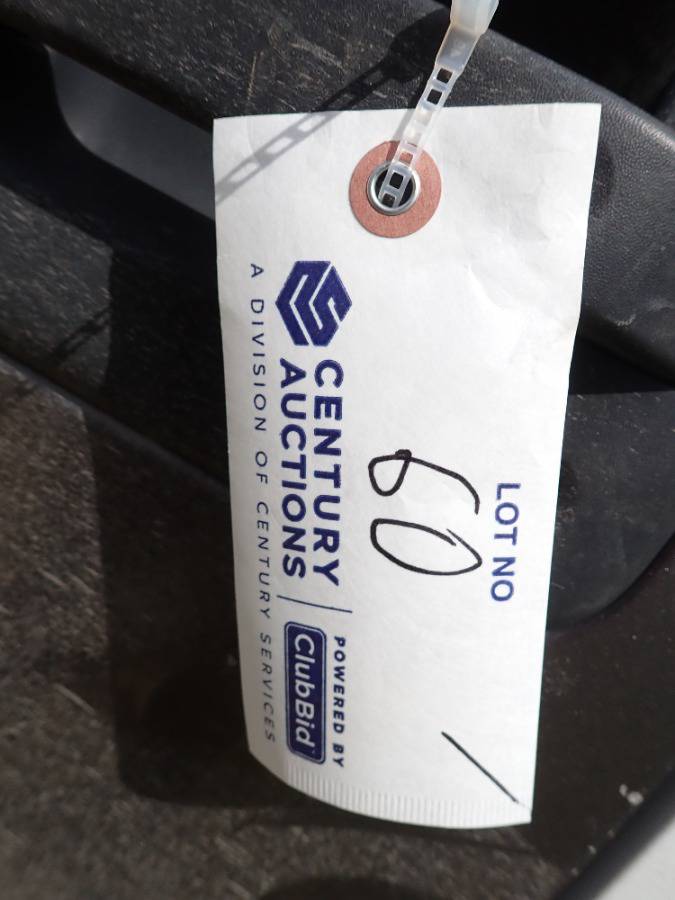 LOT NO
60
CENTURY
AUCTIONS
POWERED BY
ClubBid
A DIVISION OF CENTURY SERVICES